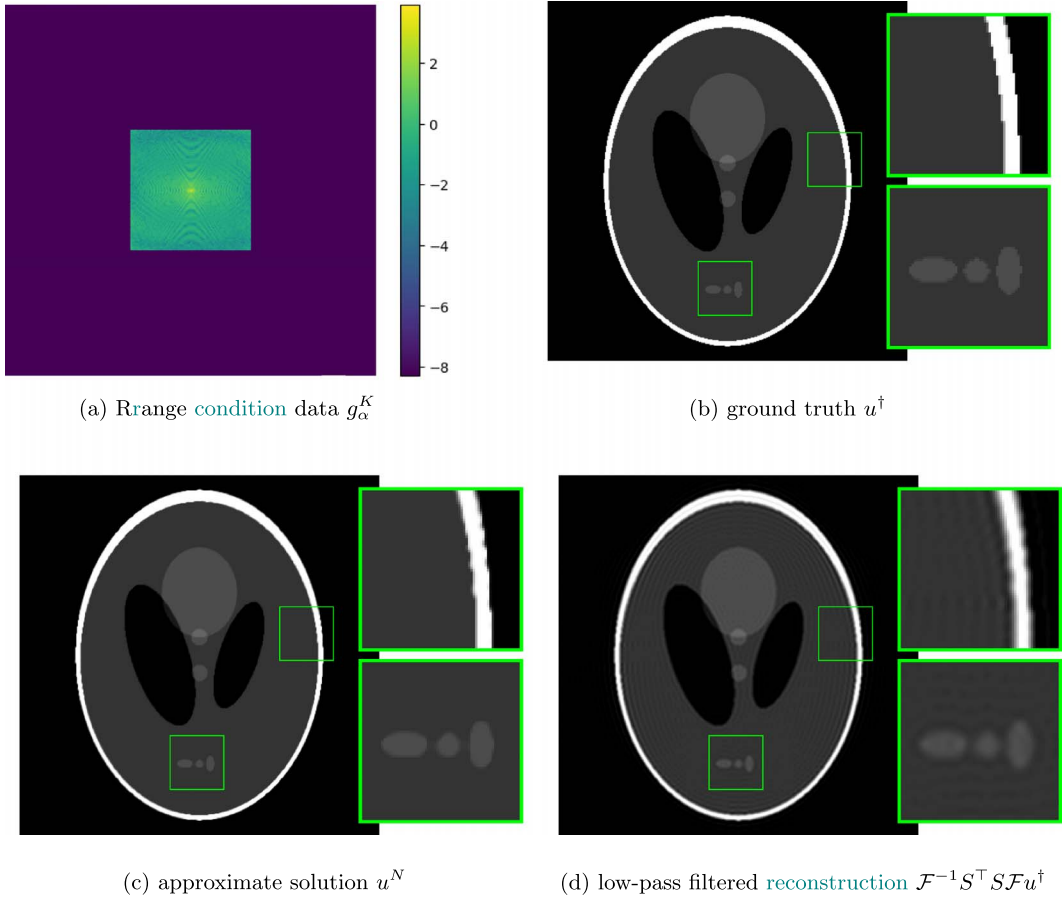 2
0
−2
−4
−6
−8
(a) Rrange condition data $g_\alpha^K$
(b) ground truth $u^\dagger$
(c) approximate solution $u^N$
(d) low-pass filtered reconstruction $\mathcal{F}^{-1}S^\top S\mathcal{F}u^\dagger$